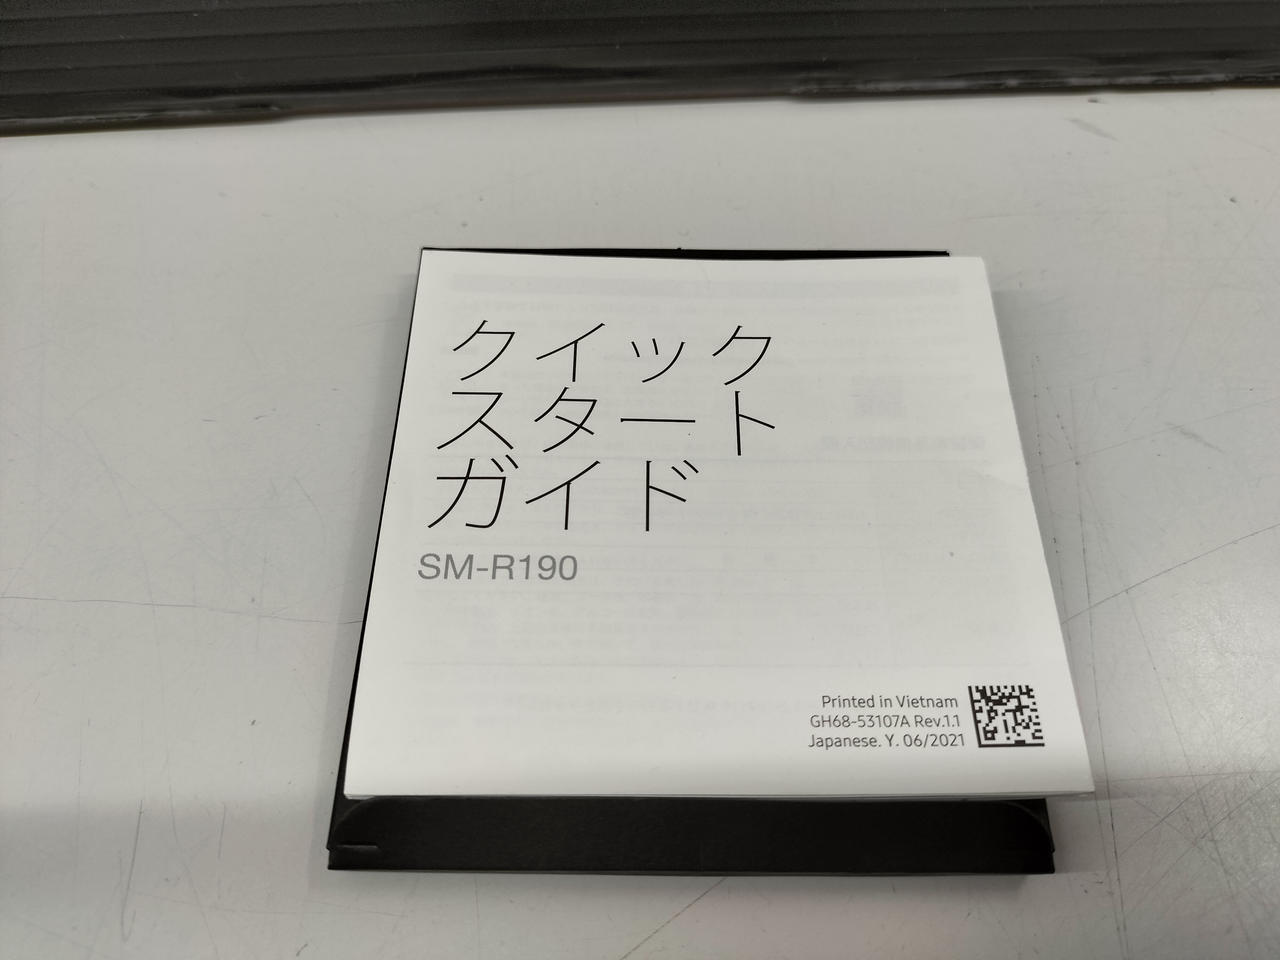 クイック
スタート
ガイド
SM-R190
Printed in Vietnam
GH68-53107A Rev.1.1
Japanese. Y. 06/2021